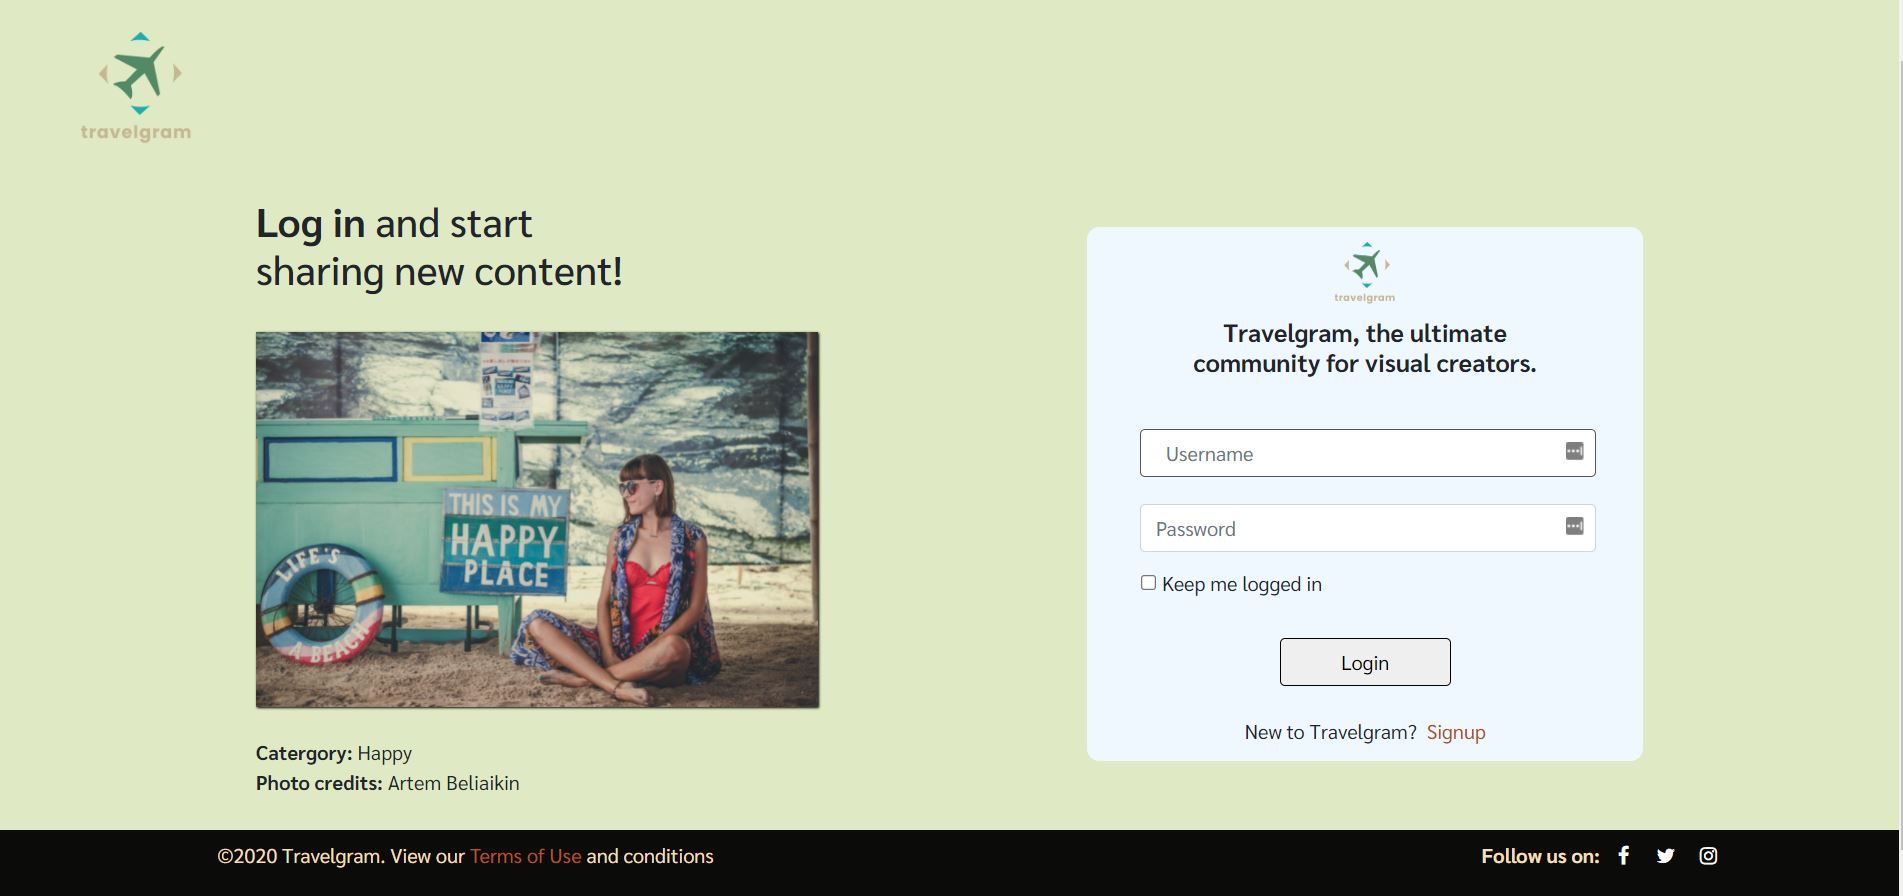 travelgram
Log in and start
sharing new content!
THIS IS MY
HAPPY
PLACE
LIFE'S
A BEACH
Catergory: Happy
Photo credits: Artem Beliaikin
travelgram
Travelgram, the ultimate
community for visual creators.
Username
Password
Keep me logged in
Login
New to Travelgram? Signup
©2020 Travelgram. View our Terms of Use and conditions
Follow us on: